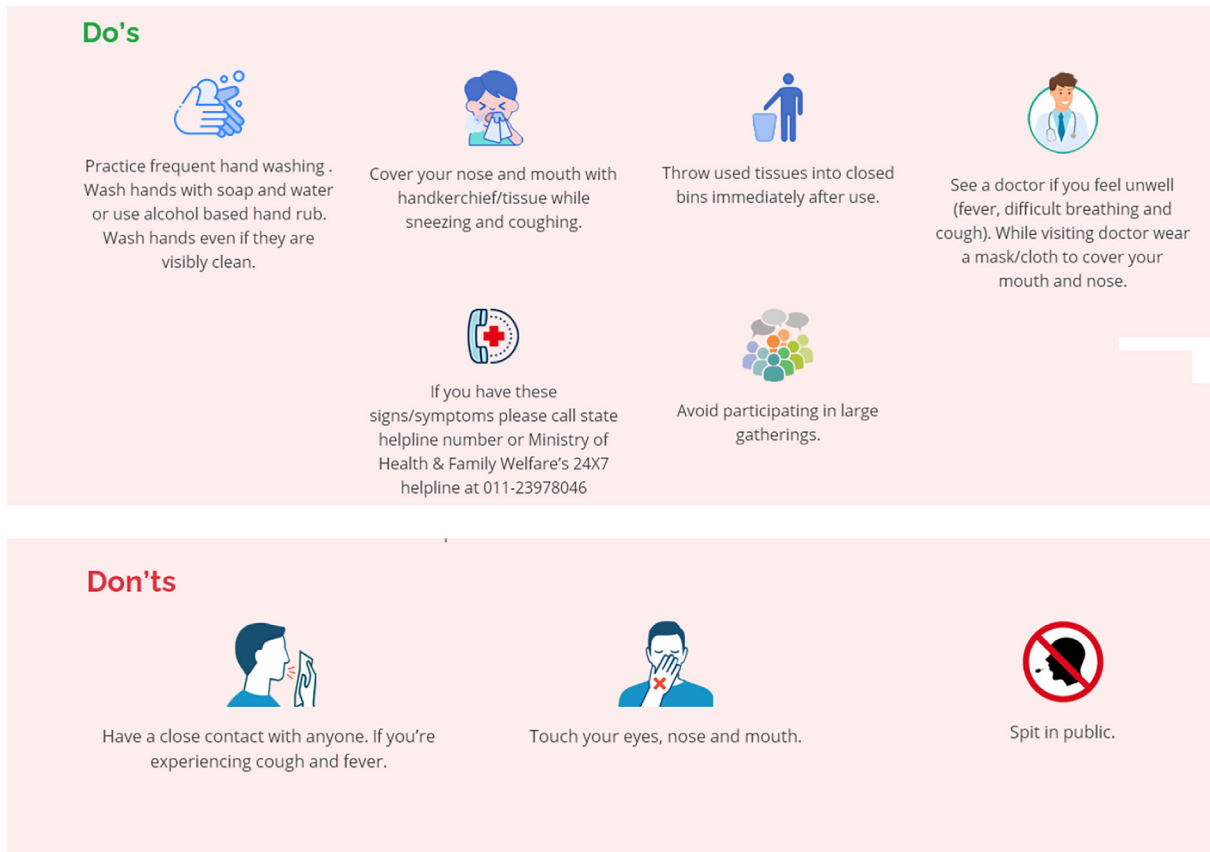 Do's
Practice frequent hand washing .
Wash hands with soap and water
or use alcohol based hand rub.
Wash hands even if they are
visibly clean.
Cover your nose and mouth with
handkerchief/tissue while
sneezing and coughing.
Throw used tissues into closed
bins immediately after use.
See a doctor if you feel unwell
(fever, difficult breathing and
cough). While visiting doctor wear
a mask/cloth to cover your
mouth and nose.
If you have these
signs/symptoms please call state
helpline number or Ministry of
Health & Family Welfare's 24X7
helpline at 011-23978046
Avoid participating in large
gatherings.
Don'ts
Have a close contact with anyone. If you're
experiencing cough and fever.
Touch your eyes, nose and mouth.
Spit in public.